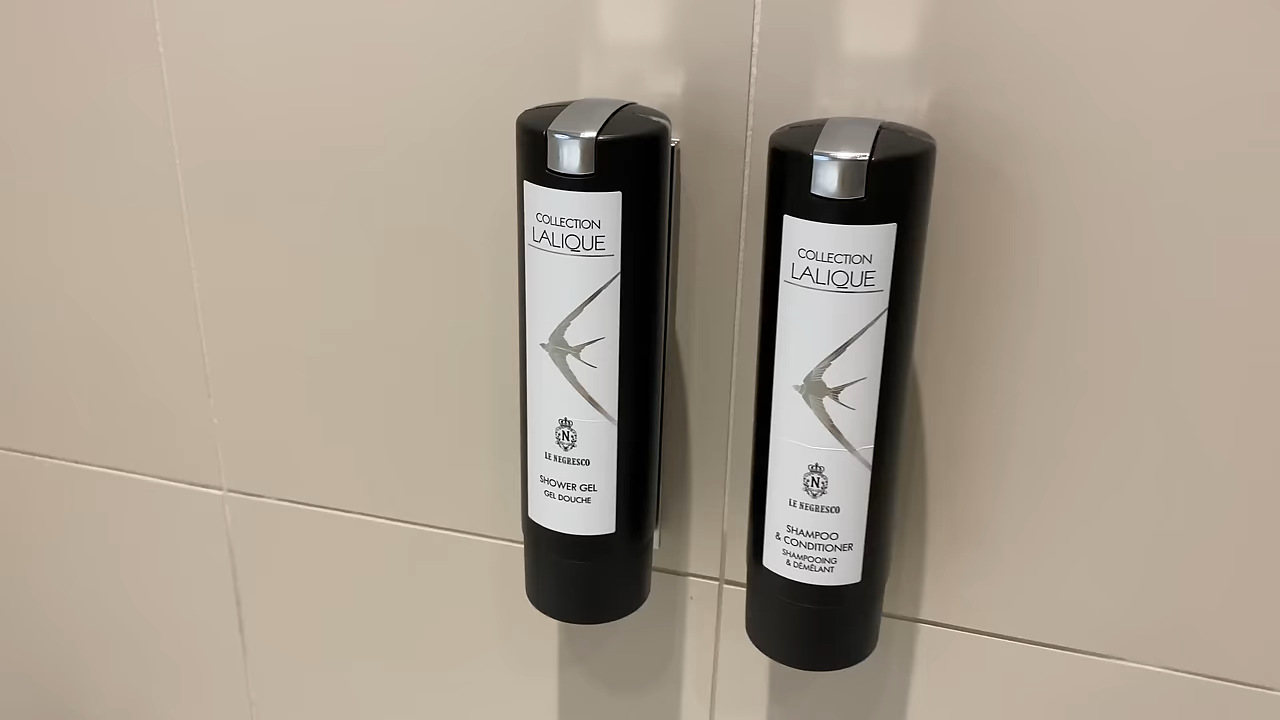 COLLECTION
LALIQUE
N
LE NEGRESCO
SHOWER GEL
GEL DOUCHE
COLLECTION
LALIQUE
N
LE NEGRESCO
SHAMPOO
& CONDITIONER
SHAMPOOING
& DÉMÊLANT